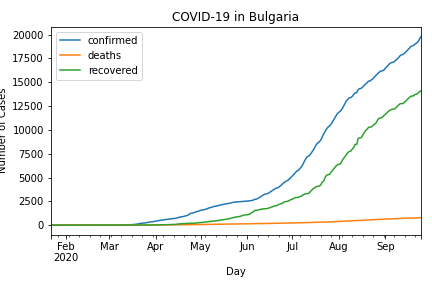 COVID-19 in Bulgaria
confirmed
deaths
recovered
Number of Cases
20000
17500
15000
12500
10000
7500
5000
2500
0
Feb Mar Apr May Jun Jul Aug Sep
2020
Day